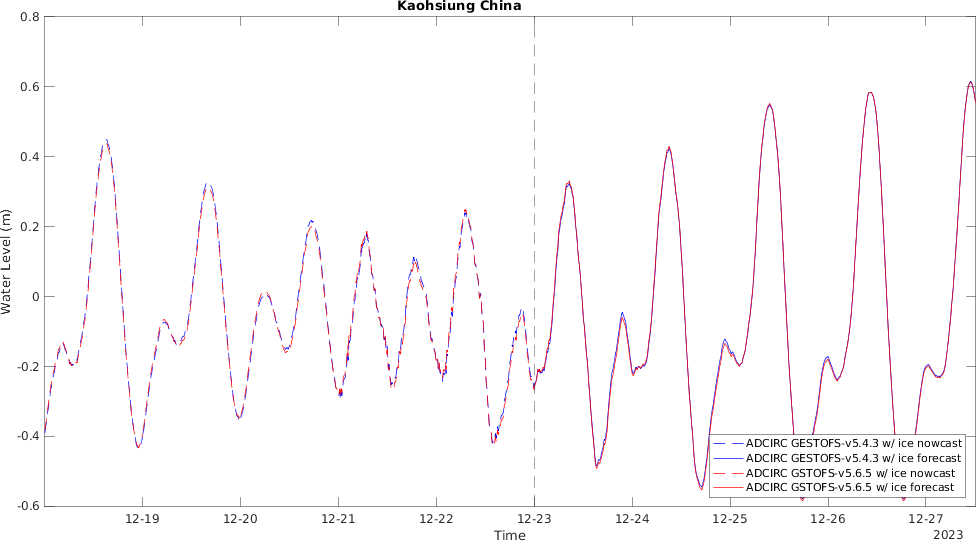 Kaohsiung China
Water Level (m)
0.8
0.6
0.4
0.2
0
-0.2
-0.4
-0.6
ADCIRC GESTOFS-v5.4.3 w/ ice nowcast
ADCIRC GESTOFS-v5.4.3 w/ ice forecast
ADCIRC GSTOFS-v5.6.5 w/ ice nowcast
ADCIRC GSTOFS-v5.6.5 w/ ice forecast
12-19 12-20 12-21 12-22 12-23 12-24 12-25 12-26 12-27
Time
2023